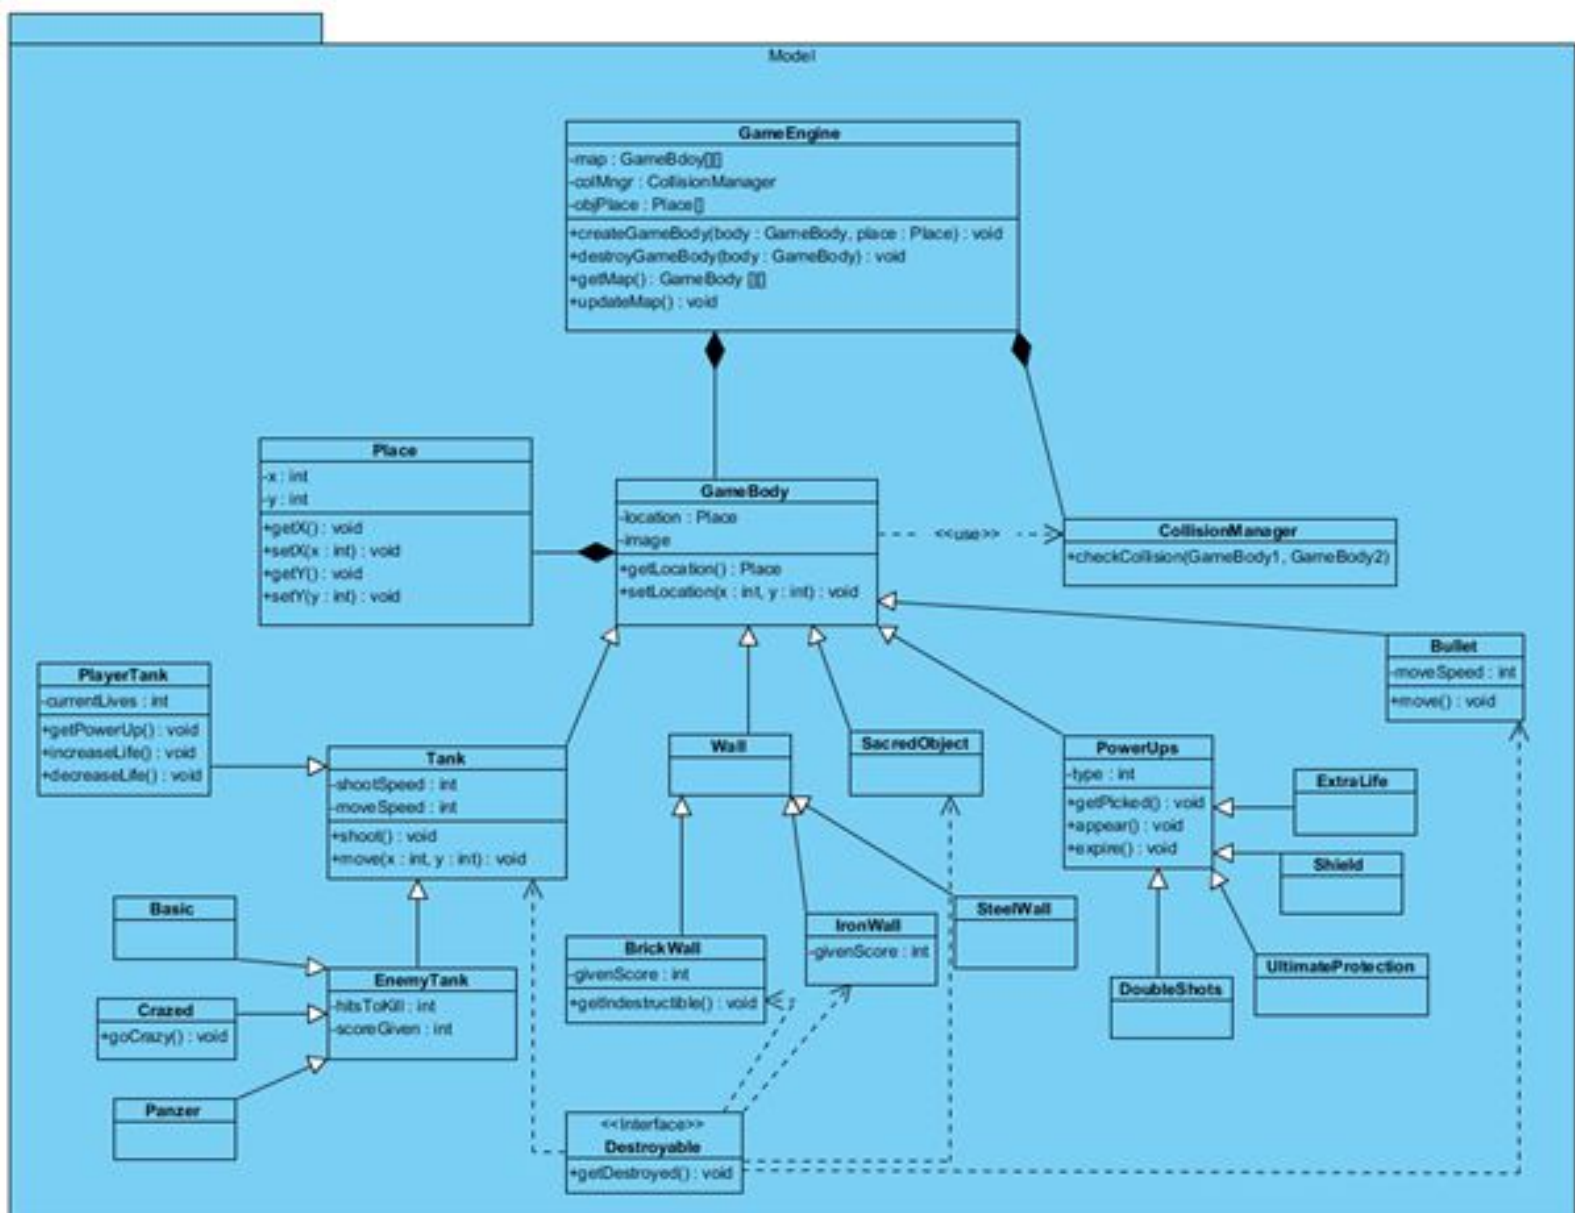 Model
GameEngine
-map : GameBdoy[][]
-colMngr : CollisionManager
-objPlace : Place[]
+createGameBody(body : GameBody, place : Place) : void
+destroyGameBody(body : GameBody) : void
+getMap() : GameBody [][]
+updateMap() : void
Place
-x : int
-y : int
+getX() : void
+setX(x : int) : void
+getY() : void
+setY(y : int) : void
GameBody
-location : Place
-image
+getLocation() : Place
+setLocation(x : int, y : int) : void
<<use>>
CollisionManager
+checkCollision(GameBody1, GameBody2)
Bullet
-moveSpeed : int
+move() : void
PlayerTank
-currentLives : int
+getPowerUp() : void
+increaseLife() : void
+decreaseLife() : void
Tank
-shootSpeed : int
-moveSpeed : int
+shoot() : void
+move(x : int, y : int) : void
Wall
SacredObject
PowerUps
-type : int
+getPicked() : void
+appear() : void
+expire() : void
ExtraLife
Shield
Basic
EnemyTank
-hitsToKill : int
-scoreGiven : int
Crazed
+goCrazy() : void
Panzer
BrickWall
-givenScore : int
+getIndestructible() : void
IronWall
-givenScore : int
SteelWall
DoubleShots
UltimateProtection
<<Interface>>
Destroyable
+getDestroyed() : void